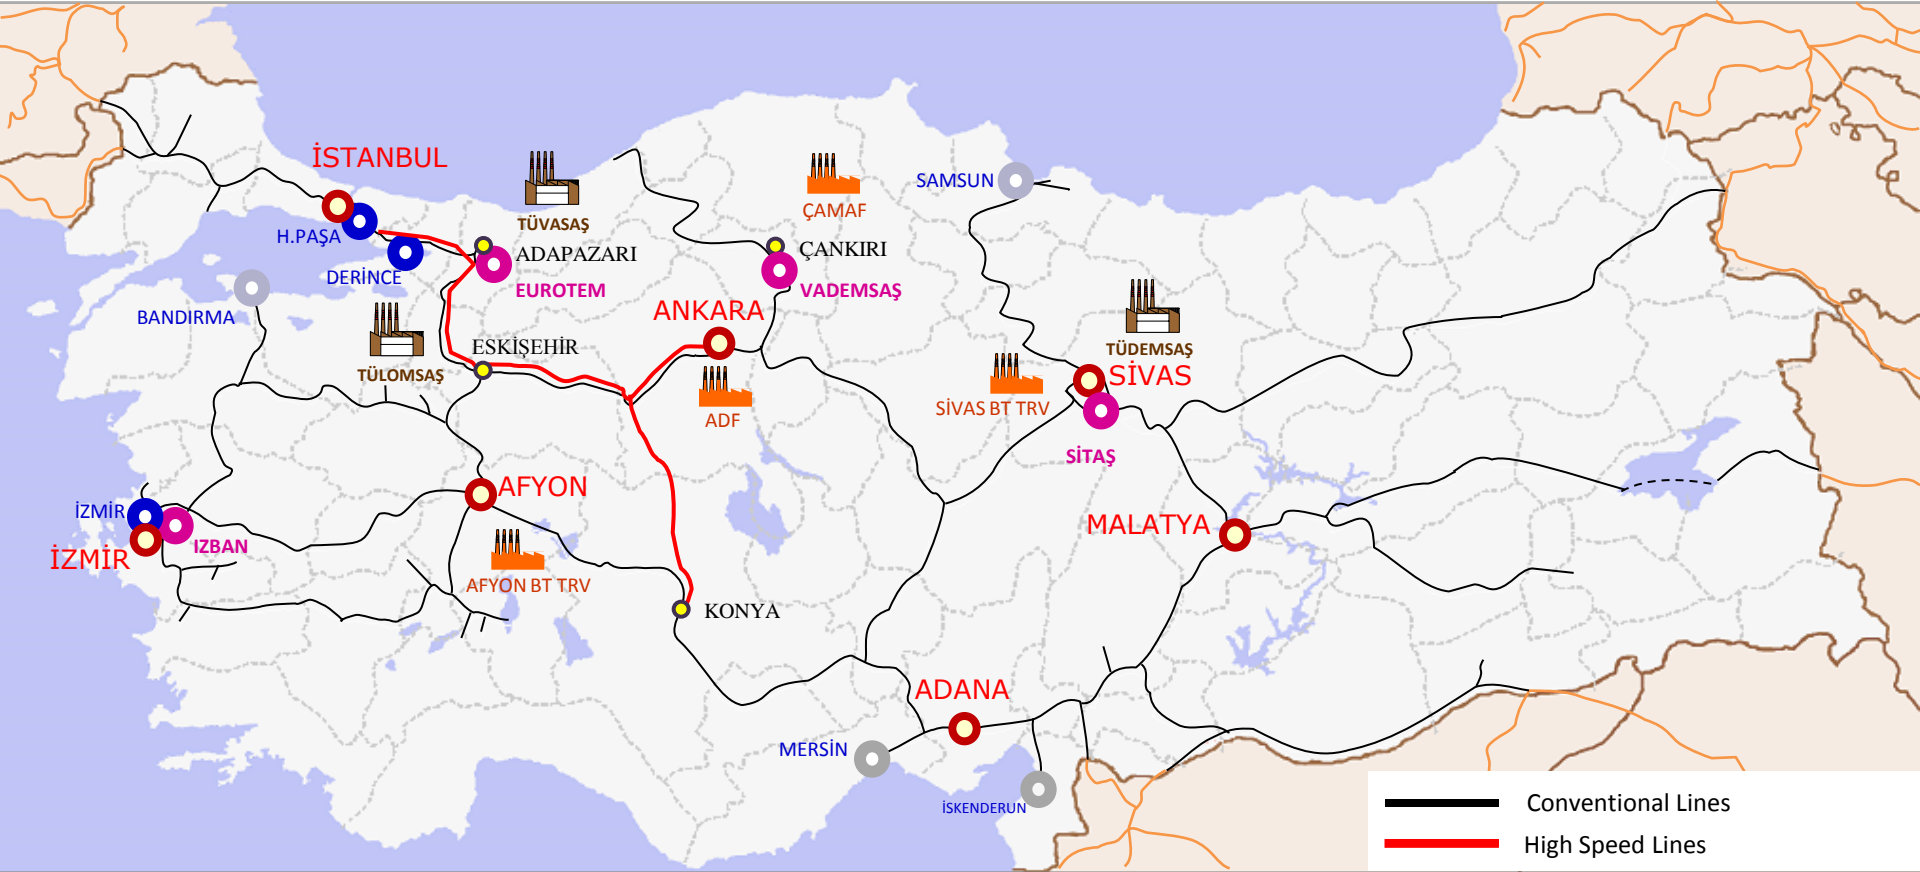 İSTANBUL
TÜVASAŞ
ÇAMAF
SAMSUN
H.PAŞA
ADAPAZARI
ÇANKIRI
DERİNCE
EUROTEM
VADEMSAŞ
BANDIRMA
ANKARA
ESKİŞEHİR
TÜDEMSAŞ
TÜLOMSAŞ
SİVAS
ADF
SİVAS BT TRV
SİTAŞ
AFYON
İZMİR
MALATYA
IZBAN
İZMİR
AFYON BT TRV
KONYA
ADANA
MERSİN
İSKENDERUN
Conventional Lines
High Speed Lines